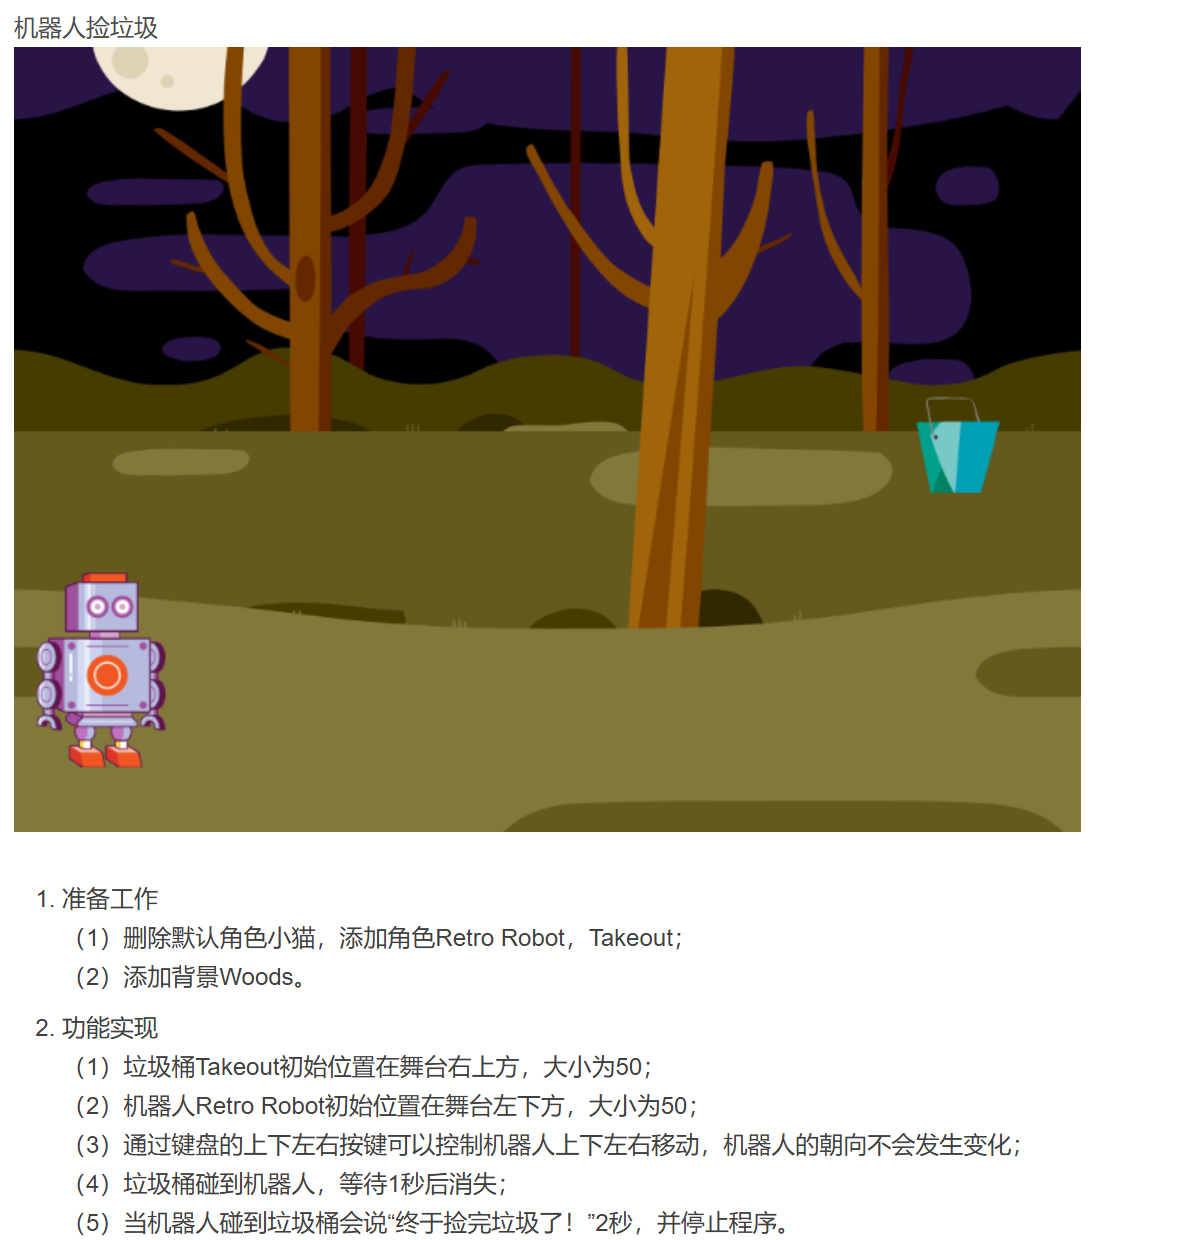 机器人捡垃圾
1. 准备工作
（1）删除默认角色小猫，添加角色Retro Robot，Takeout；
（2）添加背景Woods。
2. 功能实现
（1）垃圾桶Takeout初始位置在舞台右上方，大小为50；
（2）机器人Retro Robot初始位置在舞台左下方，大小为50；
（3）通过键盘的上下左右按键可以控制机器人上下左右移动，机器人的朝向不会发生变化；
（4）垃圾桶碰到机器人，等待1秒后消失；
（5）当机器人碰到垃圾桶会说“终于捡完垃圾了！”2秒，并停止程序。